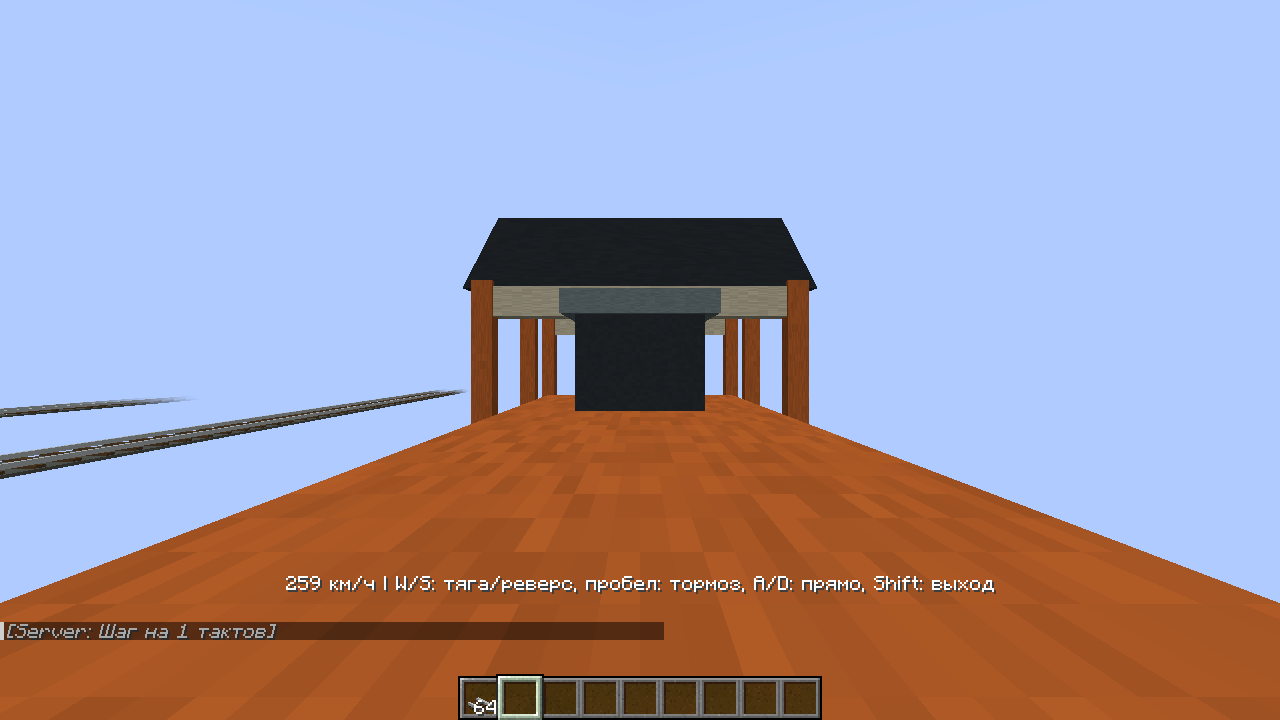 259 км/ч | W/S: тяга/реверс, пробел: тормоз, A/D: прямо, Shift: выход
[Server: Шаг на 1 тактов]
64